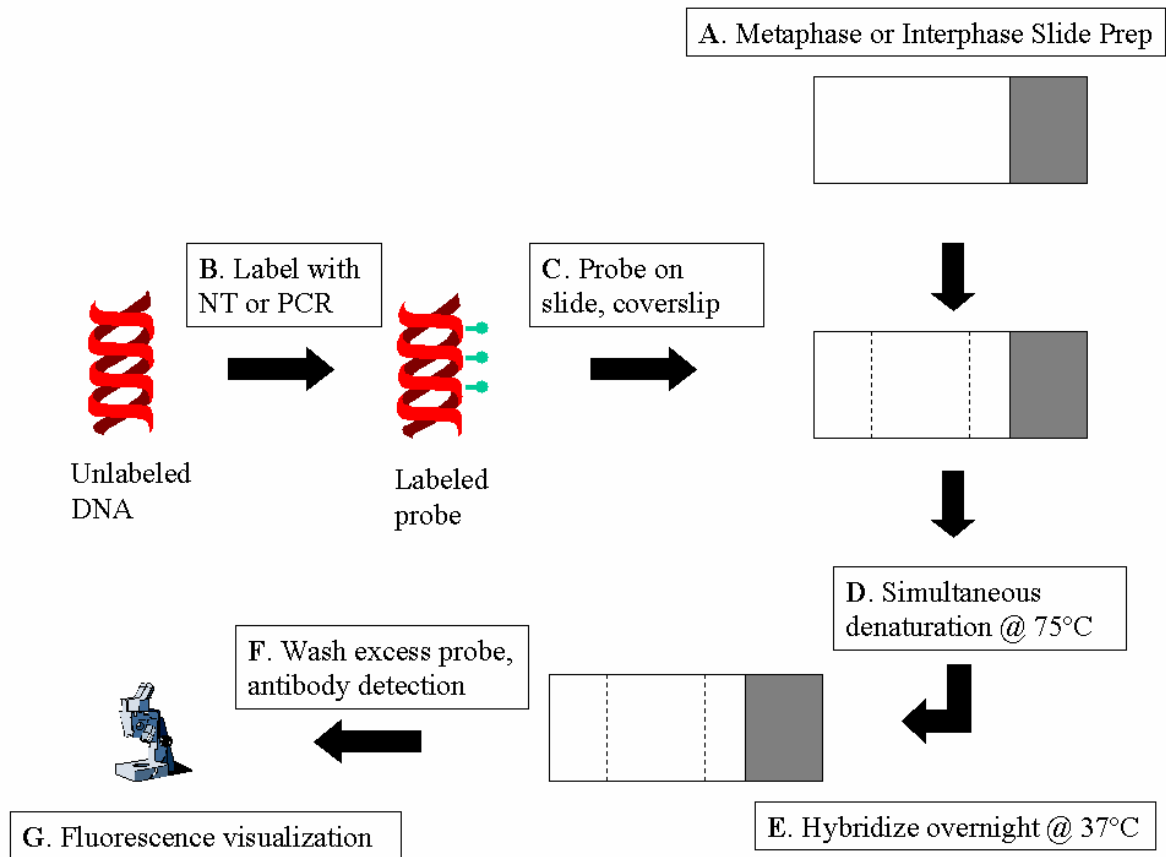 A. Metaphase or Interphase Slide Prep
B. Label with
NT or PCR
C. Probe on
slide, coverslip
Unlabeled
DNA
Labeled
probe
D. Simultaneous
denaturation @ 75°C
F. Wash excess probe,
antibody detection
E. Hybridize overnight @ 37°C
G. Fluorescence visualization